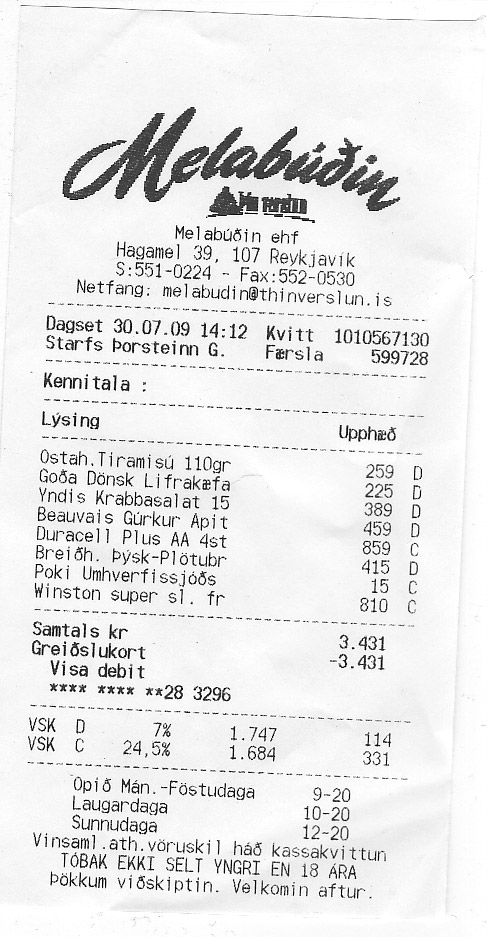 Melabúðin
Þín verslun
Melabúðin ehf
Hagamel 39, 107 Reykjavík
S:551-0224 - Fax:552-0530
Netfang: melabudin@thinverslun.is
Dagset 30.07.09 14:12 Kvitt 1010567130
Starfs Þorsteinn G. Færsla 599728
Kennitala :
Lýsing Upphæð
Ostah.Tiramisú 110gr 259 D
Goða Dönsk Lifrakæfa 225 D
Yndis Krabbasalat 15 389 D
Beauvais Gúrkur Apit 459 D
Duracell Plus AA 4st 859 C
Breiðh. Þýsk-Plötubr 415 D
Poki Umhverfissjóðs 15 C
Winston super sl. fr 810 C
Samtals kr 3.431
Greiðslukort -3.431
Visa debit
**** **** **28 3296
VSK D 7% 1.747 114
VSK C 24,5% 1.684 331
Opið Mán.-Föstudaga 9-20
Laugardaga 10-20
Sunnudaga 12-20
Vinsaml.ath.vöruskil háð kassakvittun
TÓBAK EKKI SELT YNGRI EN 18 ÁRA
Þökkum viðskiptin. Velkomin aftur.